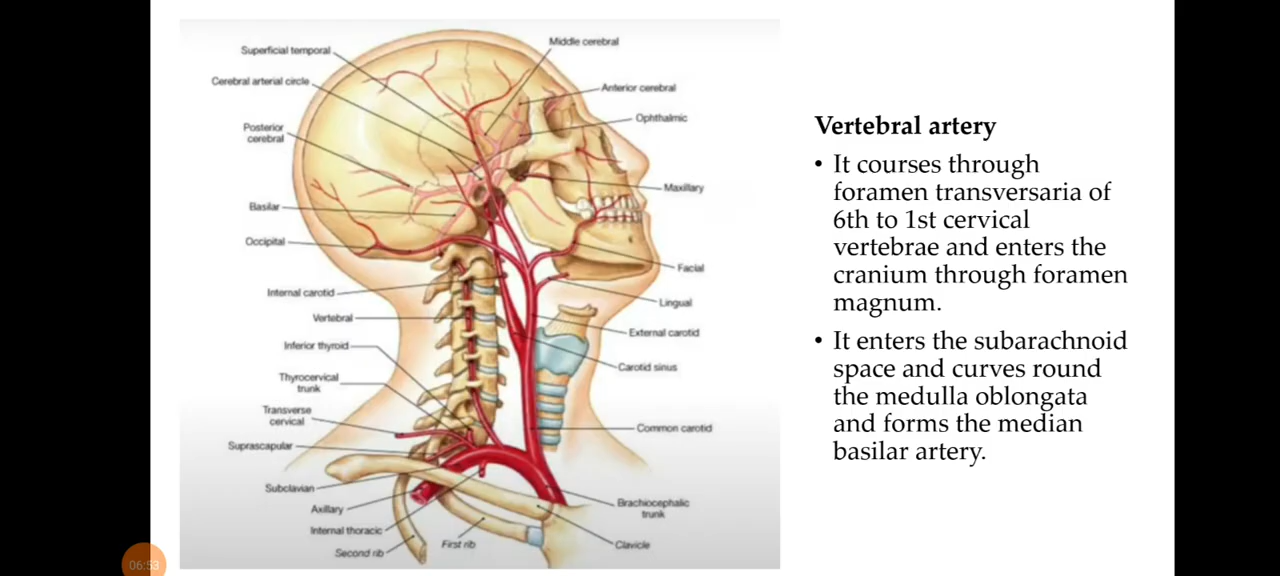 Superficial temporal
Middle cerebral
Cerebral arterial circle
Anterior cerebral
Ophthalmic
Posterior
cerebral
Maxillary
Basilar
Occipital
Facial
Internal carotid
Lingual
Vertebral
External carotid
Inferior thyroid
Carotid sinus
Thyrocervical
trunk
Transverse
cervical
Common carotid
Suprascapular
Subclavian
Axillary
Brachiocephalic
trunk
Internal thoracic
First rib
Clavicle
Second rib
Vertebral artery
• It courses through
foramen transversaria of
6th to 1st cervical
vertebrae and enters the
cranium through foramen
magnum.
• It enters the subarachnoid
space and curves round
the medulla oblongata
and forms the median
basilar artery.
06:53